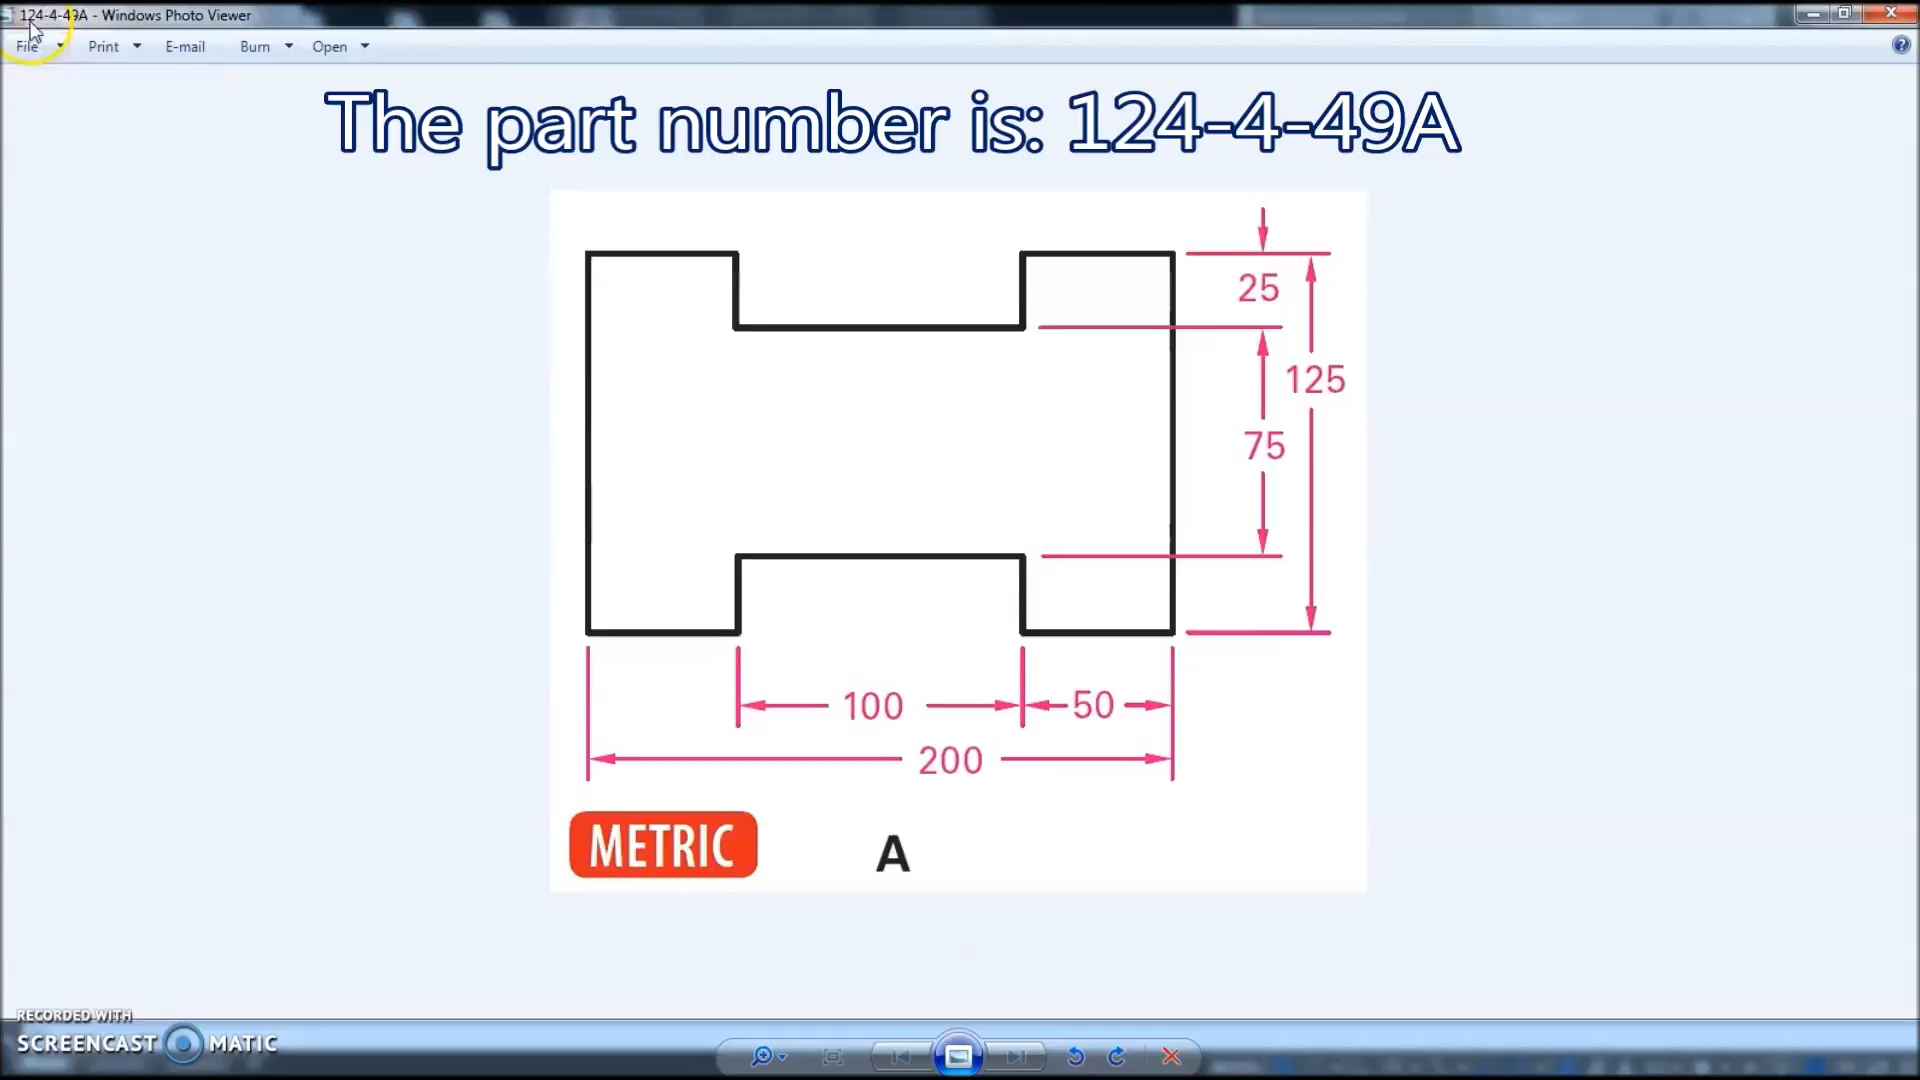 124-4-49A - Windows Photo Viewer
File Print E-mail Burn Open
The part number is: 124-4-49A
25
125
75
100 50
200
METRIC A
RECORDED WITH
SCREENCAST MATIC